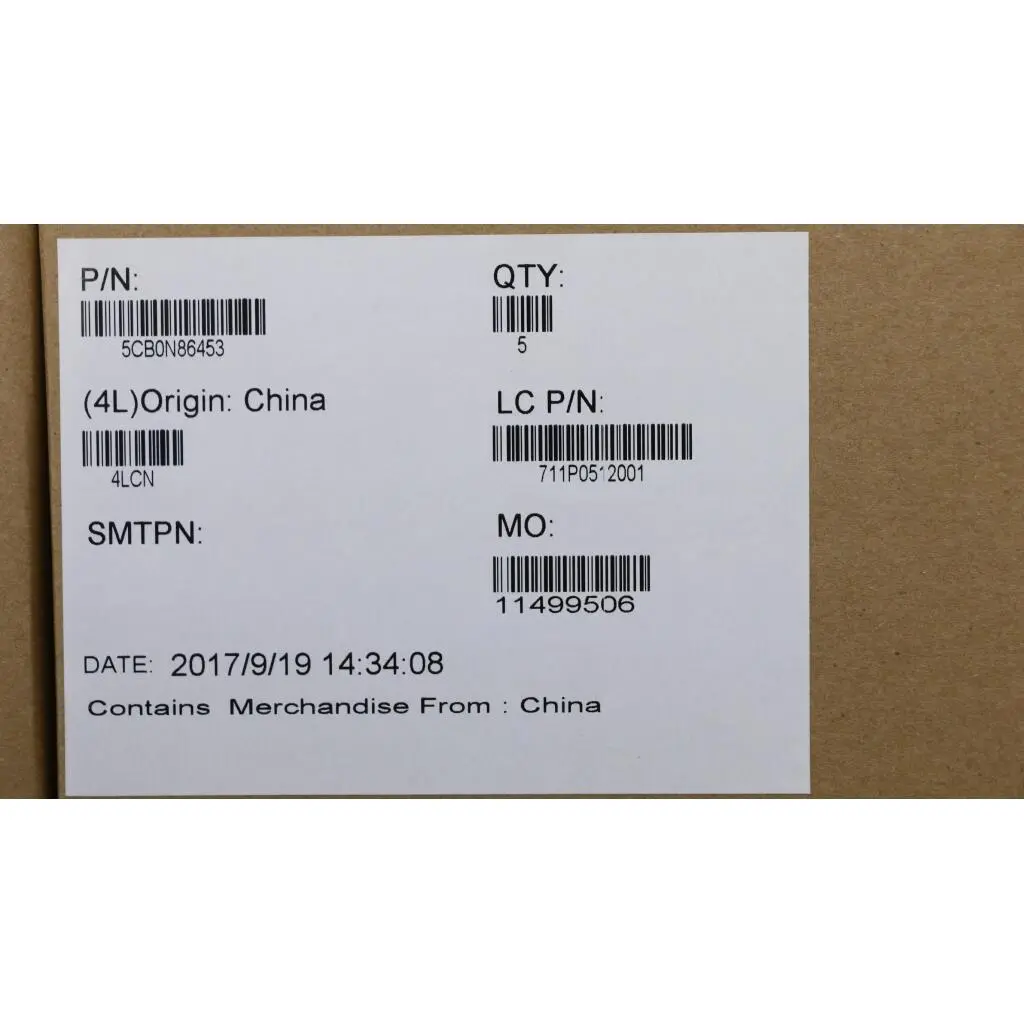 P/N:
5CB0N86453
QTY:
5
(4L)Origin: China
4LCN
LC P/N:
711P0512001
SMTPN:
MO:
11499506
DATE: 2017/9/19 14:34:08
Contains Merchandise From : China